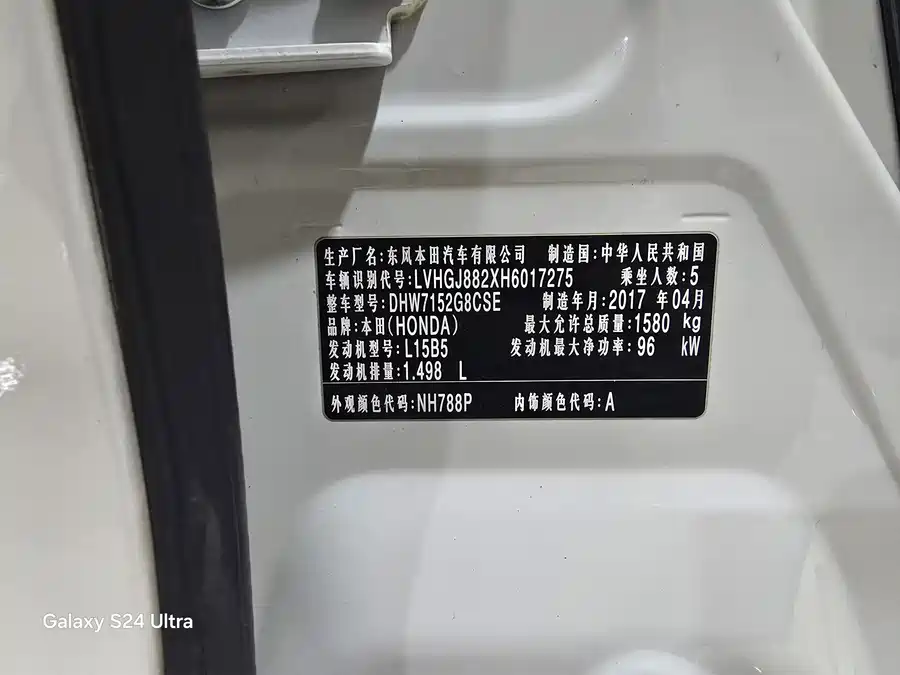 生产厂名:东风本田汽车有限公司 制造国:中华人民共和国
车辆识别代号:LVHGJ882XH6017275 乘坐人数:5
整车型号:DHW7152G8CSE 制造年月:2017 年04月
品牌:本田(HONDA) 最大允许总质量:1580 kg
发动机型号:L15B5 发动机最大净功率:96 kW
发动机排量:1.498 L
外观颜色代码:NH788P 内饰颜色代码:A
Galaxy S24 Ultra